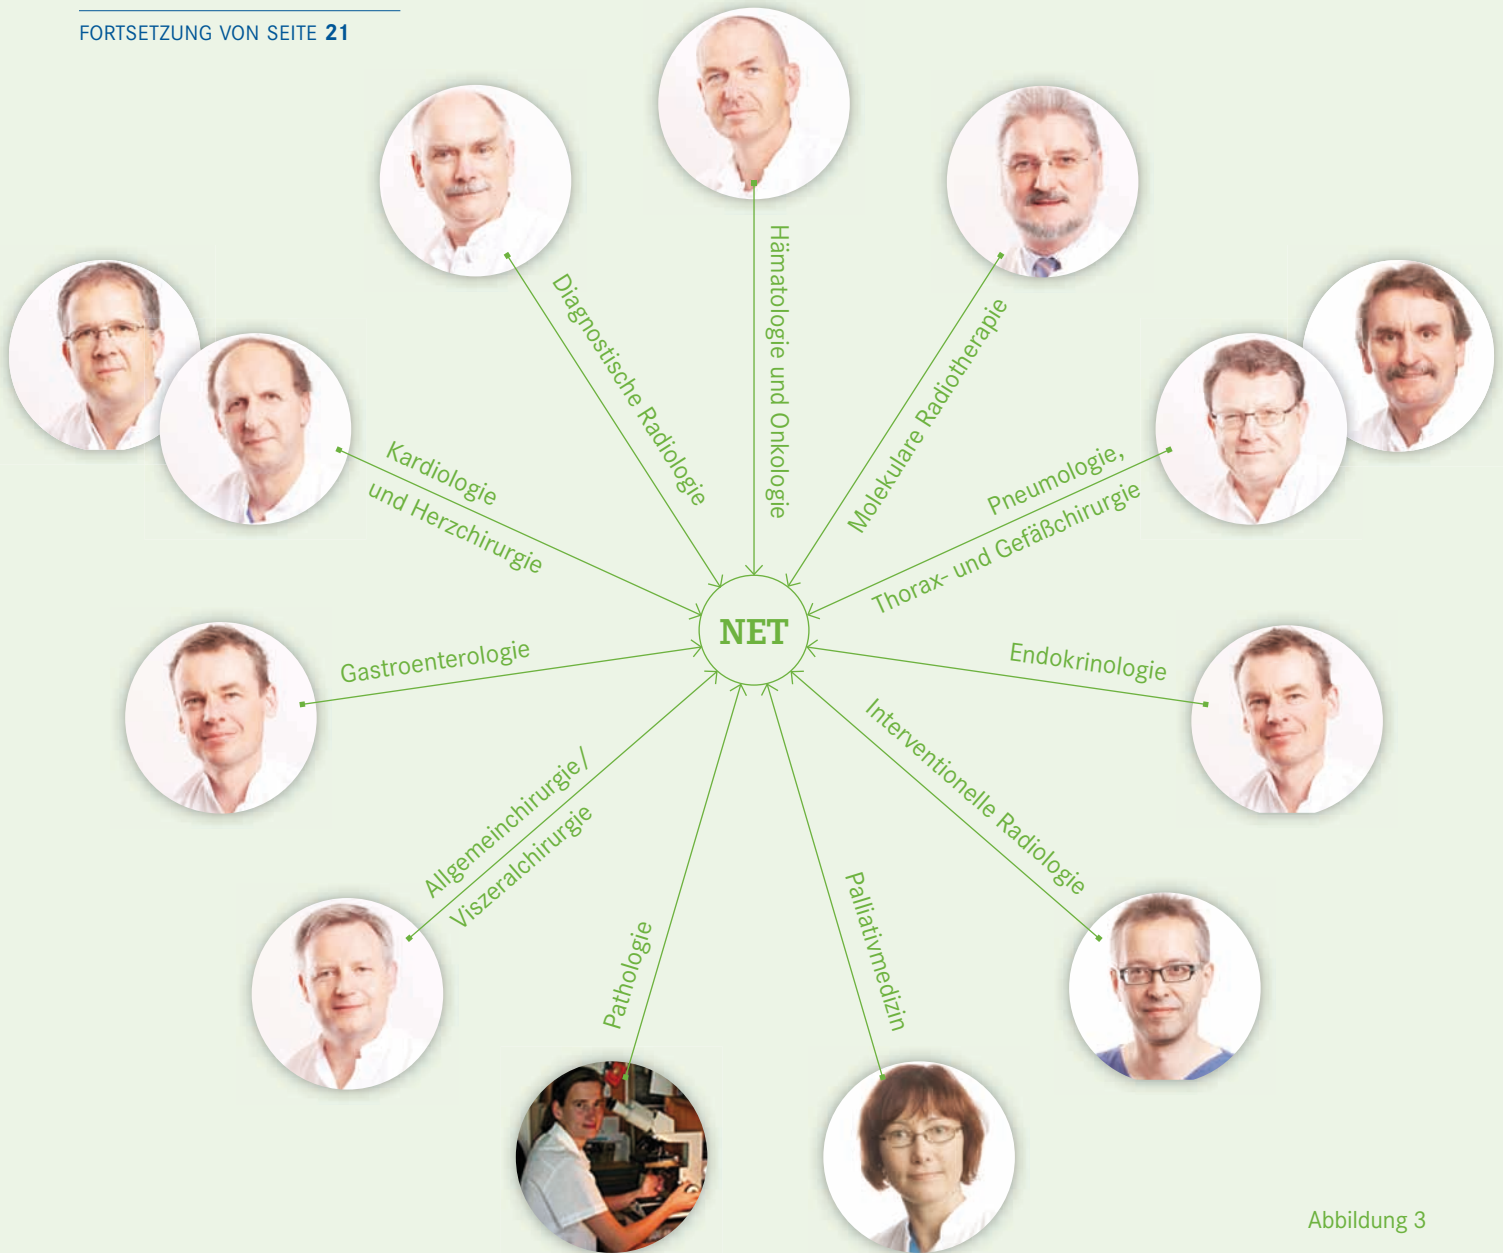 FORTSETZUNG VON SEITE 21
Hämatologie und Onkologie
Diagnostische Radiologie
Molekulare Radiotherapie
Kardiologie
und Herzchirurgie
Pneumologie,
Thorax- und Gefäßchirurgie
NET
Gastroenterologie
Endokrinologie
Allgemeinchirurgie/
Viszeralchirurgie
Interventionelle Radiologie
Pathologie
Palliativmedizin
Abbildung 3